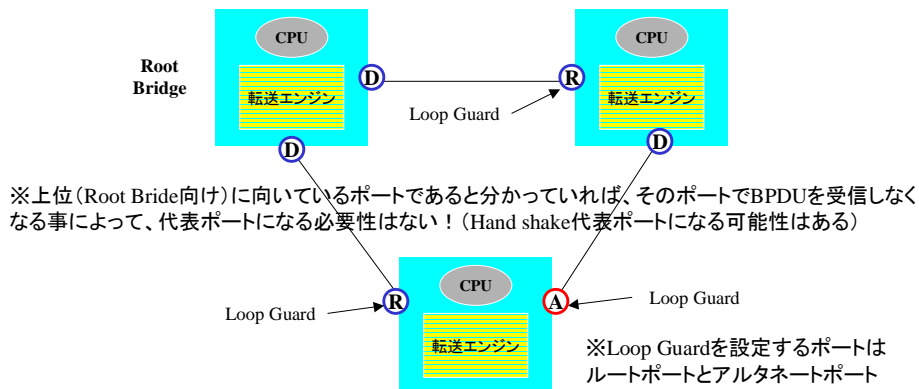 CPU
CPU
Root
Bridge
D
R
転送エンジン
転送エンジン
Loop Guard
D
D
※上位(Root Bride向け)に向いているポートであると分かっていれば、そのポートでBPDUを受信しなく
なる事によって、代表ポートになる必要性はない！(Hand shake代表ポートになる可能性はある)
CPU
R
A
Loop Guard
Loop Guard
転送エンジン
※Loop Guardを設定するポートは
ルートポートとアルタネートポート